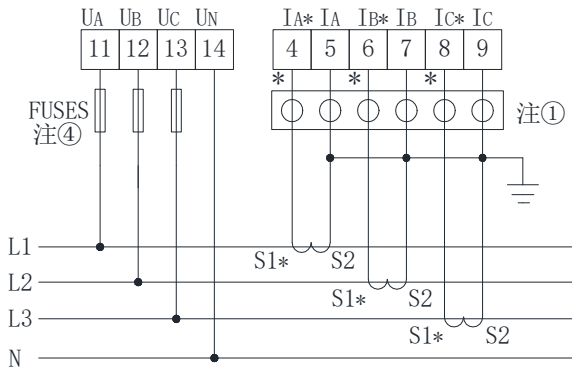 UA UB UC UN IA* IA IB* IB IC* IC
11 12 13 14 4 5 6 7 8 9
* * *
FUSES
注④
注①
L1
S1* S2
L2
S1* S2
L3
S1* S2
N